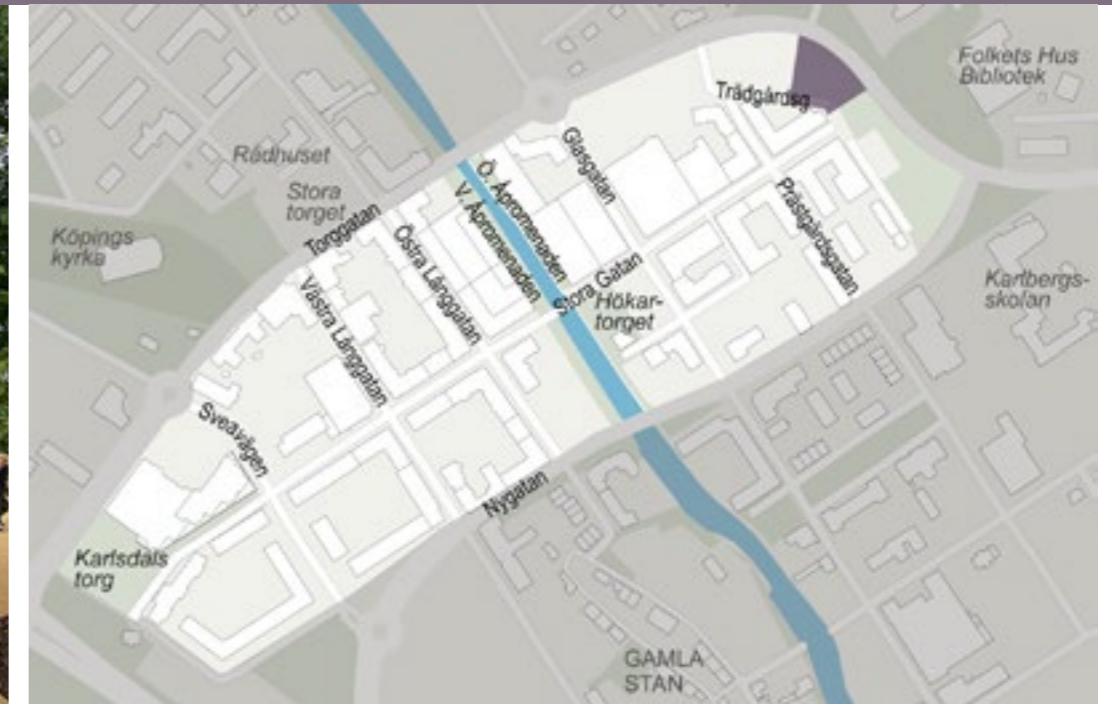 Folkets Hus
Bibliotek
Trädgårdsg
Glasgatan
Rådhuset
Ö. Åpromenaden
V. Åpromenaden
Stora
torget
Torggatan
Prästgårdsgatan
Köpings
kyrka
Östra Långgatan
Stora Gatan
Västra Långgatan
Hökar-
torget
Karlbergs-
skolan
Sveavägen
Nygatan
Karlsdals
torg
GAMLA
STAN